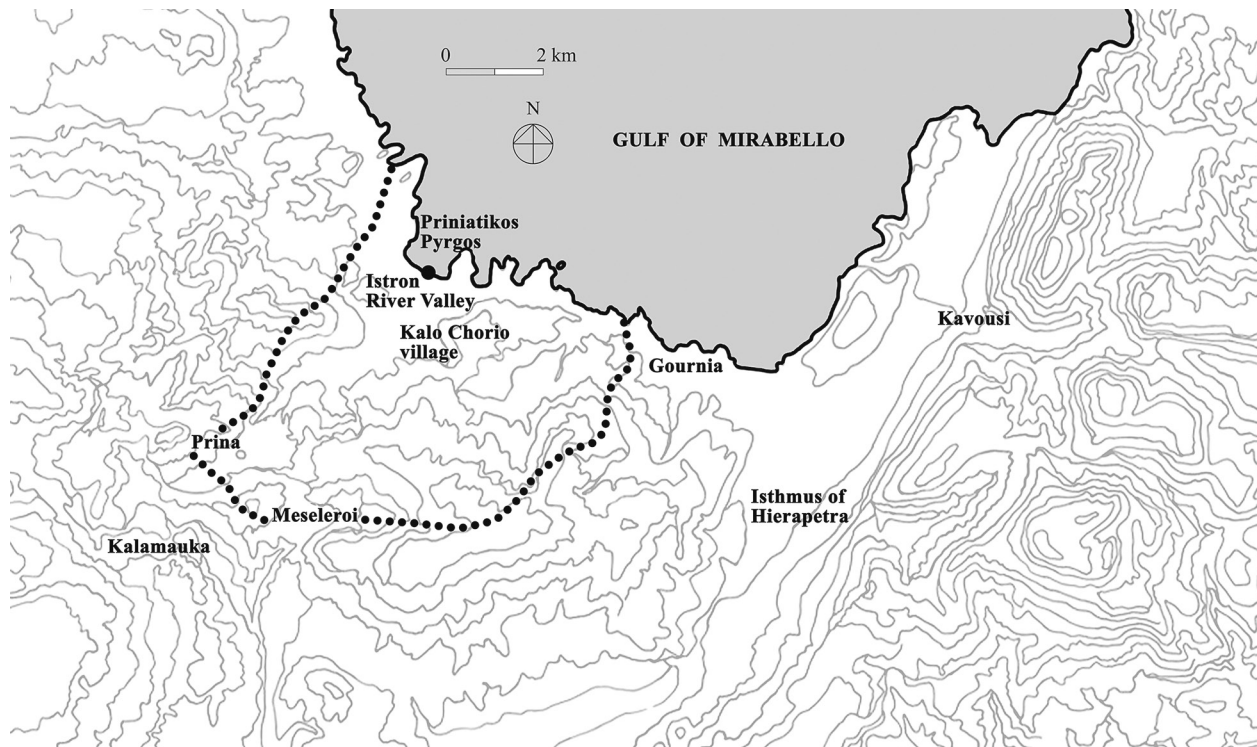 0 2 km
N
GULF OF MIRABELLO
Priniatikos
Pyrgos
Istron
River Valley
Kalo Chorio
village
Kavousi
Gournia
Prina
Isthmus of
Hierapetra
Meseleroi
Kalamauka